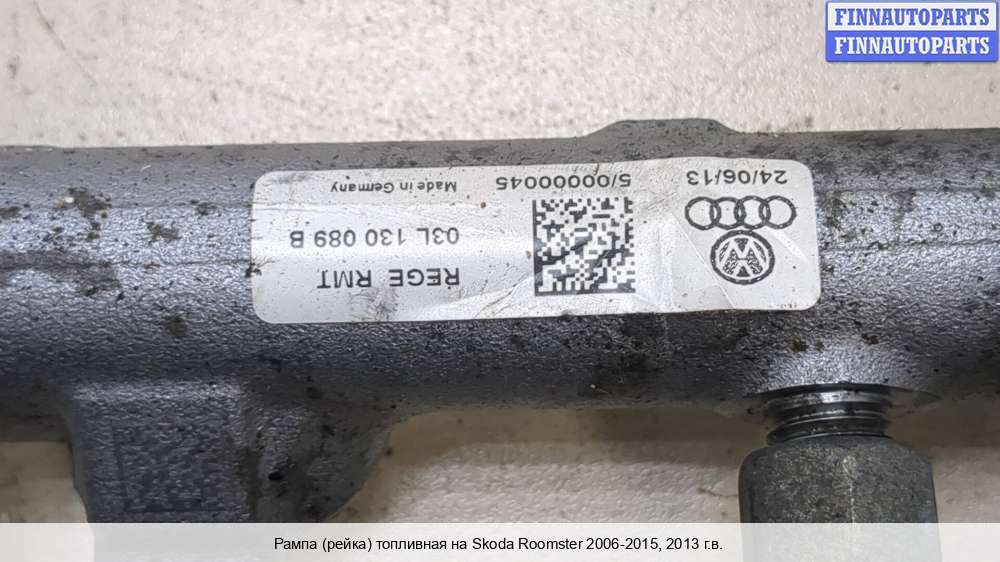 FINNAUTOPARTS
FINNAUTOPARTS
REGE RMT
03L 130 089 B
Made in Germany
24/06/13
5/00000045
Рампа (рейка) топливная на Skoda Roomster 2006-2015, 2013 г.в.